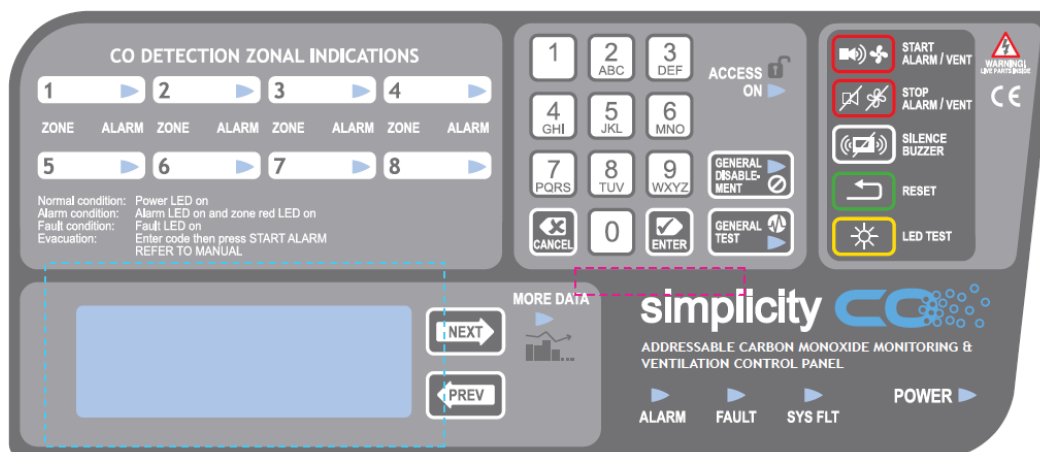 CO DETECTION ZONAL INDICATIONS
1 2 3 4
ZONE ALARM ZONE ALARM ZONE ALARM ZONE ALARM
5 6 7 8
Normal condition: Power LED on
Alarm condition: Alarm LED on and zone red LED on
Fault condition: Fault LED on
Evacuation: Enter code then press START ALARM
REFER TO MANUAL
1 2 ABC 3 DEF
4 GHI 5 JKL 6 MNO
7 PQRS 8 TUV 9 WXYZ
CANCEL 0 ENTER
ACCESS
ON
GENERAL
DISABLE-
MENT
GENERAL
TEST
START
ALARM / VENT
STOP
ALARM / VENT
SILENCE
BUZZER
RESET
LED TEST
WARNING!
LIVE PARTS INSIDE
CE
NEXT
PREV
MORE DATA
simplicity CO
ADDRESSABLE CARBON MONOXIDE MONITORING &
VENTILATION CONTROL PANEL
ALARM FAULT SYS FLT POWER